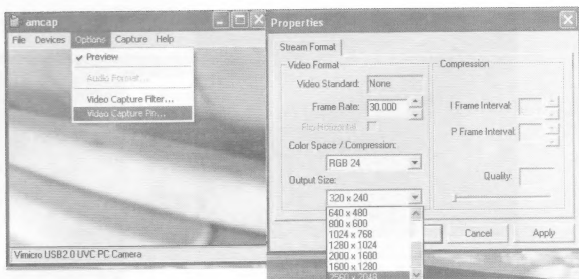 amcap
File Devices Options Capture Help
Preview
Audio Format...
Video Capture Filter...
Video Capture Pin...
Vimicro USB2.0 UVC PC Camera
Properties
Stream Format
Video Format
Video Standard: None
Frame Rate: 30.000
Flip Horizontal
Color Space / Compression:
RGB 24
Output Size:
320 x 240
640 x 480
800 x 600
1024 x 768
1280 x 1024
2000 x 1600
1600 x 1280
Compression
I Frame Interval:
P Frame Interval:
Quality:
Cancel
Apply